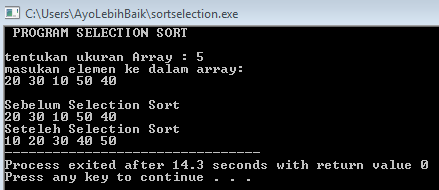 C:\Users\AyoLebihBaik\sortselection.exe
PROGRAM SELECTION SORT
tentukan ukuran Array : 5
masukan elemen ke dalam array:
20 30 10 50 40
Sebelum Selection Sort
20 30 10 50 40
Seteleh Selection Sort
10 20 30 40 50
--------------------------------
Process exited after 14.3 seconds with return value 0
Press any key to continue . . .